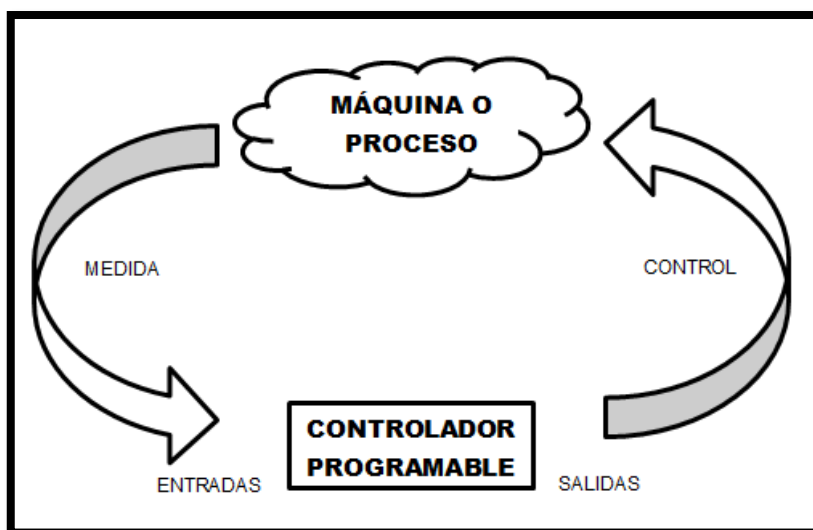 MÁQUINA O
PROCESO
MEDIDA
CONTROL
CONTROLADOR
PROGRAMABLE
ENTRADAS
SALIDAS